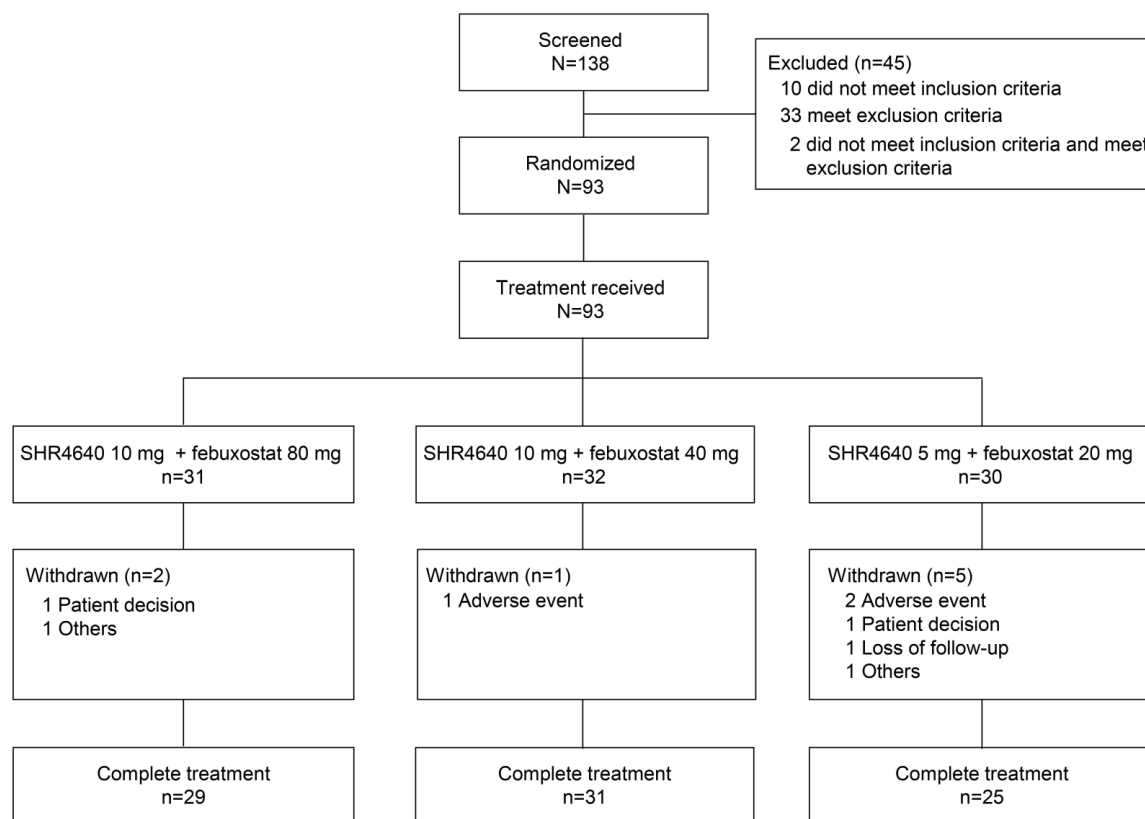 Screened
N=138
Excluded (n=45)
10 did not meet inclusion criteria
33 meet exclusion criteria
2 did not meet inclusion criteria and meet
exclusion criteria
Randomized
N=93
Treatment received
N=93
SHR4640 10 mg + febuxostat 80 mg
n=31
SHR4640 10 mg + febuxostat 40 mg
n=32
SHR4640 5 mg + febuxostat 20 mg
n=30
Withdrawn (n=2)
1 Patient decision
1 Others
Withdrawn (n=1)
1 Adverse event
Withdrawn (n=5)
2 Adverse event
1 Patient decision
1 Loss of follow-up
1 Others
Complete treatment
n=29
Complete treatment
n=31
Complete treatment
n=25